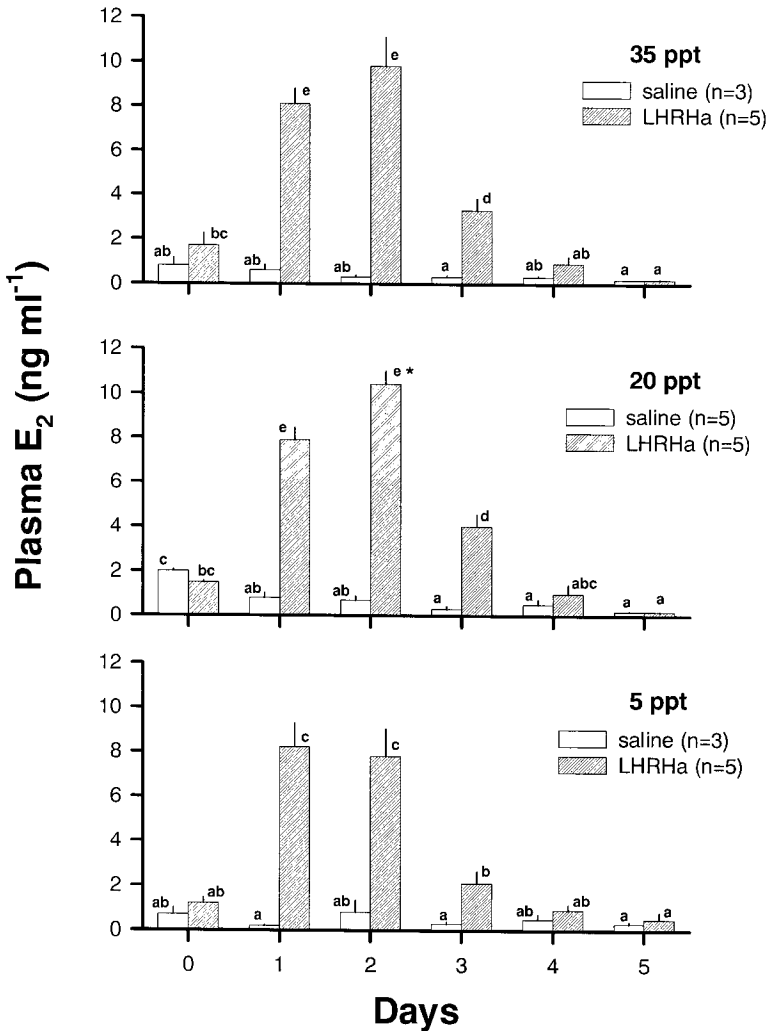 Plasma E2 (ng ml-1)
12
10
8
6
4
2
0
35 ppt
saline (n=3)
LHRHa (n=5)
ab
bc
ab
e
ab
e
a
d
ab
ab
a
a
12
10
8
6
4
2
0
20 ppt
saline (n=5)
LHRHa (n=5)
c
bc
ab
e
ab
e *
a
d
a
abc
a
a
12
10
8
6
4
2
0
5 ppt
saline (n=3)
LHRHa (n=5)
ab
ab
a
c
ab
c
a
b
ab
ab
a
a
0 1 2 3 4 5
Days